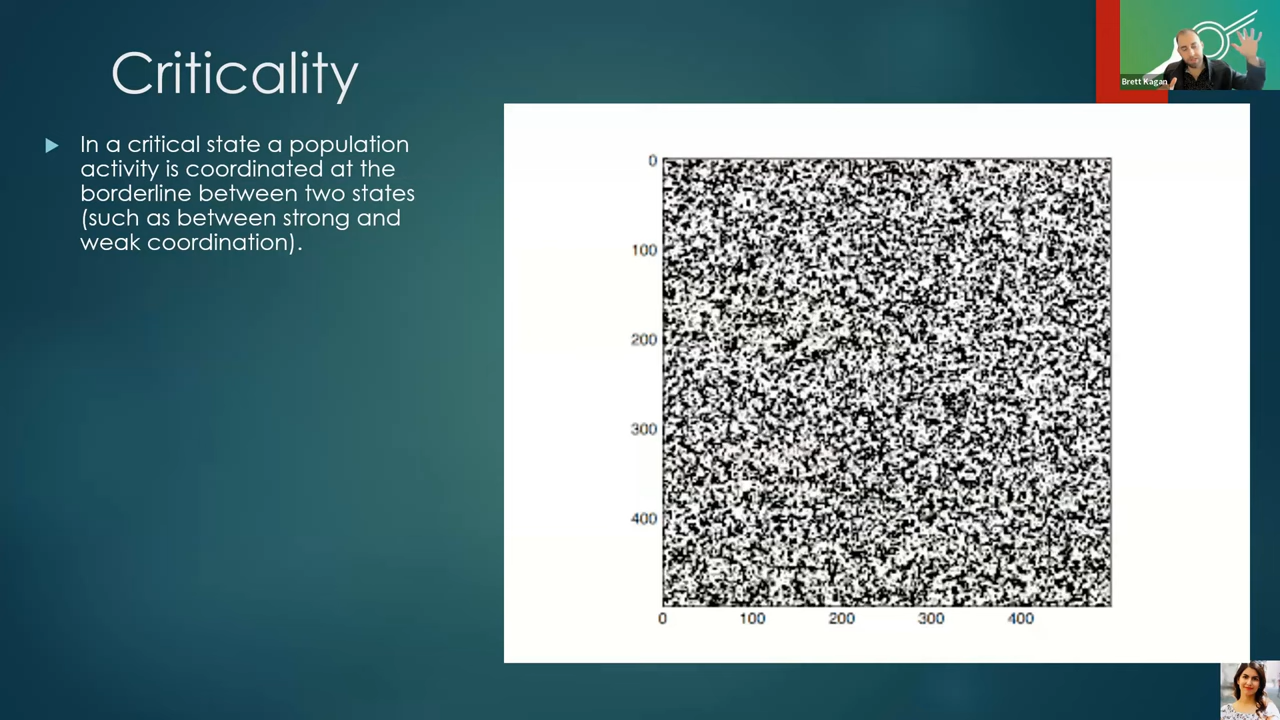 Criticality
In a critical state a population
activity is coordinated at the
borderline between two states
(such as between strong and
weak coordination).
Brett Kagan
0
100
200
300
400
0
100
200
300
400